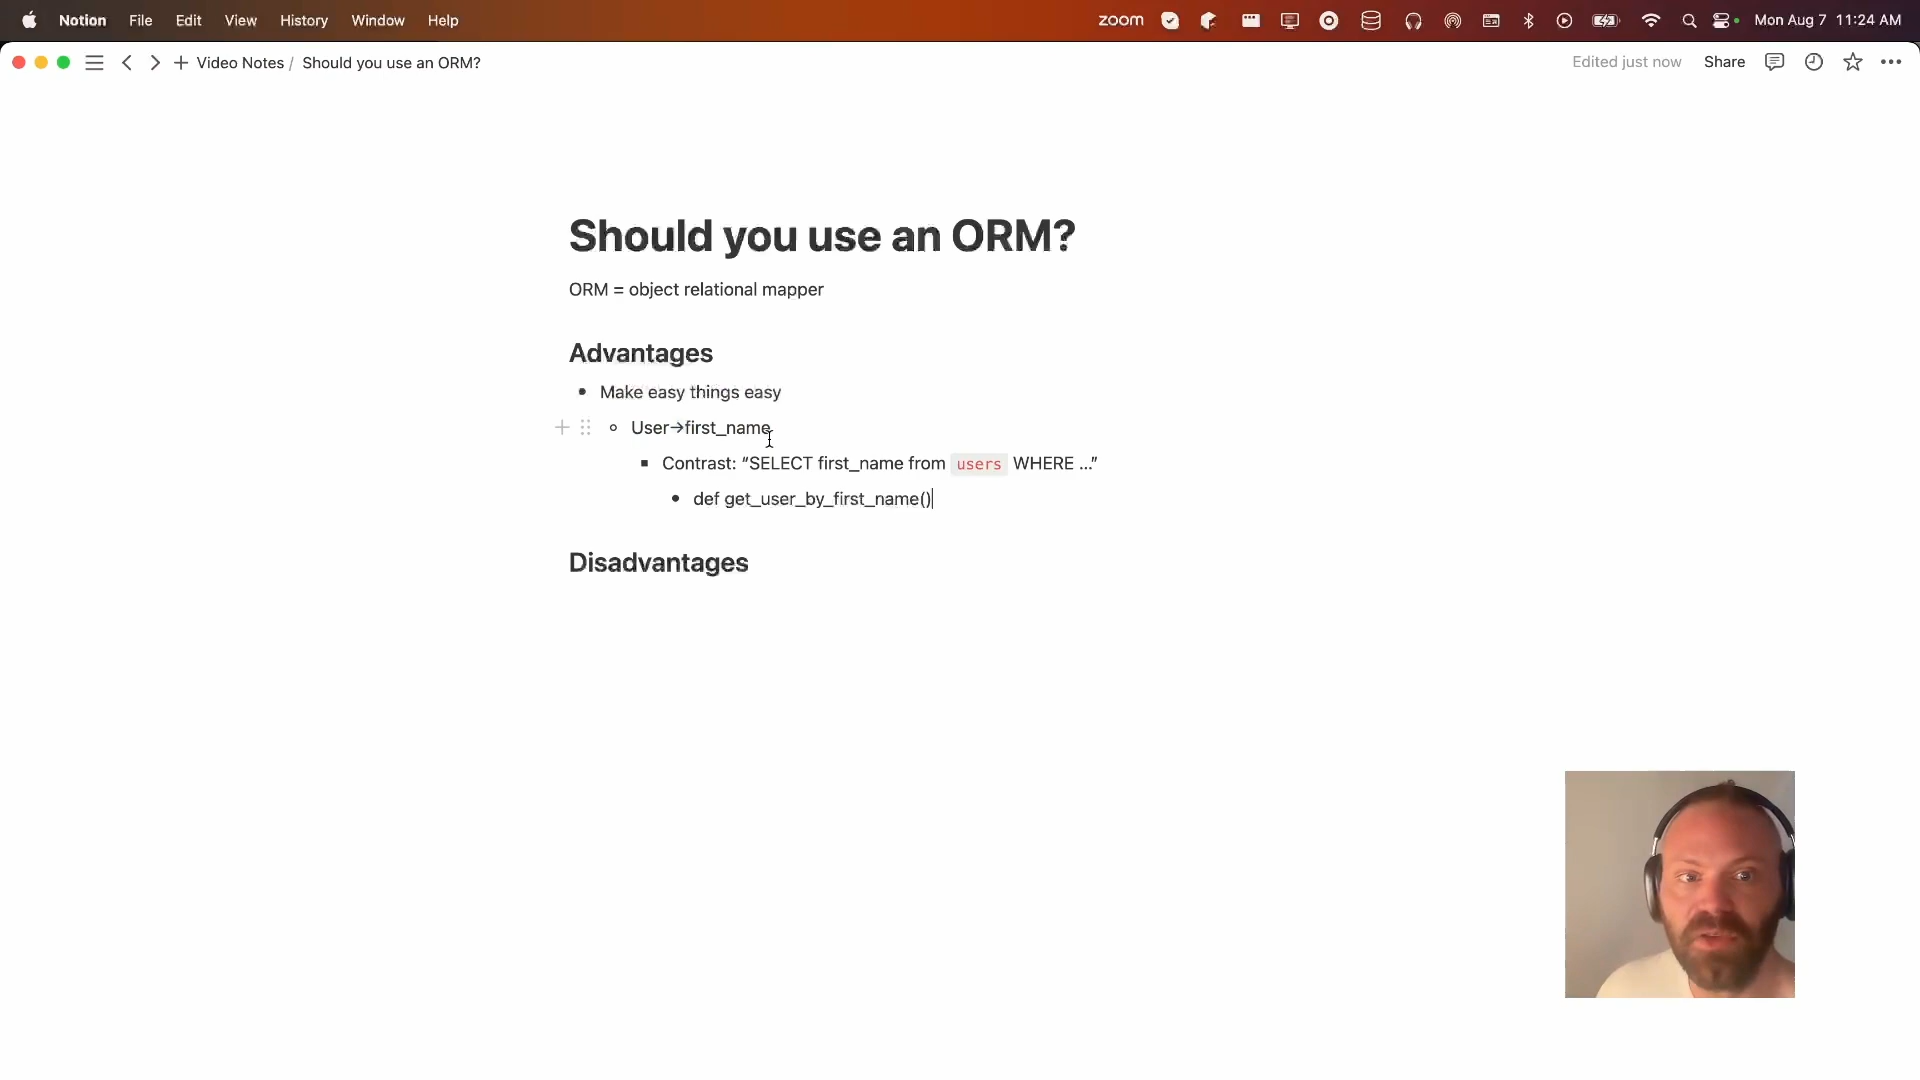 Notion File Edit View History Window Help zoom Mon Aug 7 11:24 AM
Video Notes / Should you use an ORM? Edited just now Share
Should you use an ORM?
ORM = object relational mapper
Advantages
• Make easy things easy
User→first_name
Contrast: “SELECT first_name from users WHERE …”
• def get_user_by_first_name()
Disadvantages